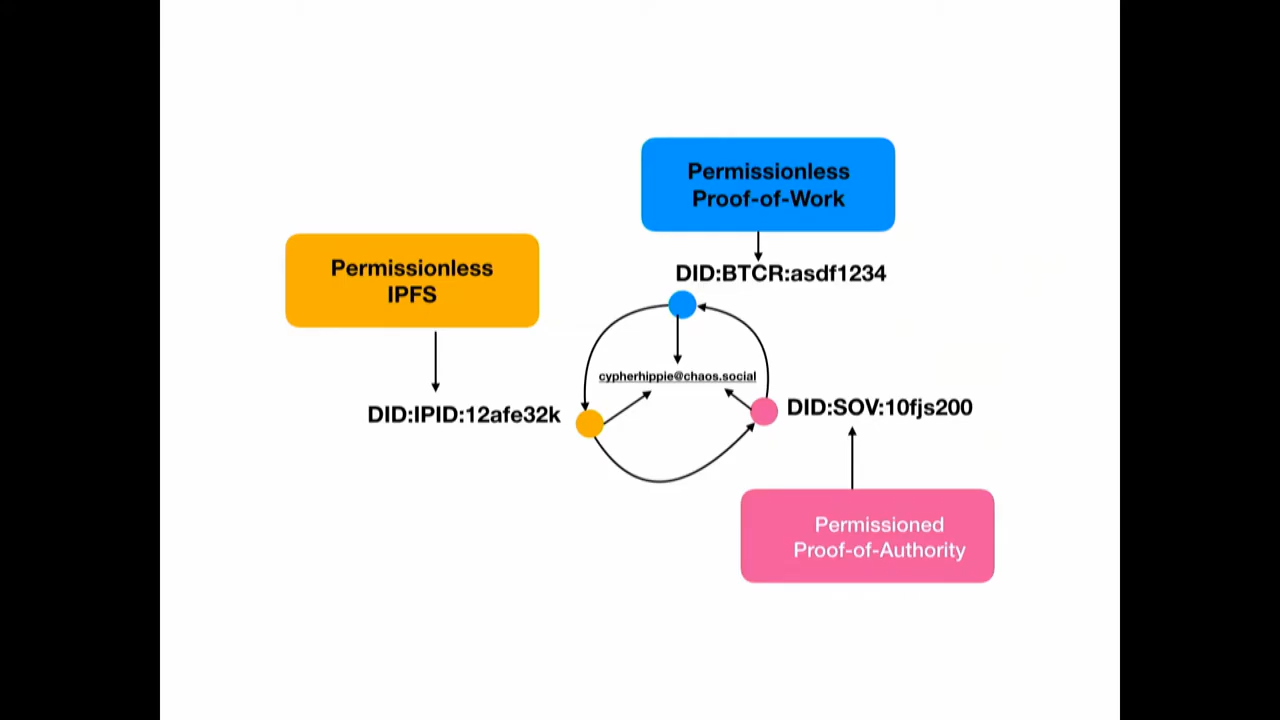 Permissionless
Proof-of-Work
DID:BTCR:asdf1234
Permissionless
IPFS
cypherhippie@chaos.social
DID:IPID:12afe32k
DID:SOV:10fjs200
Permissioned
Proof-of-Authority